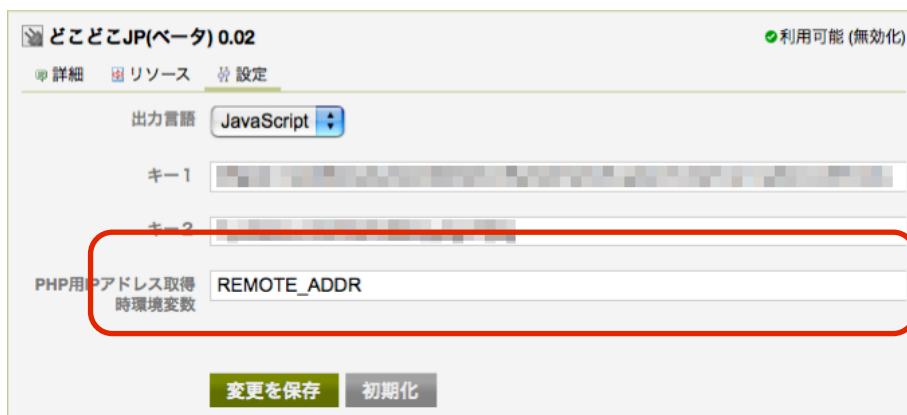 どこどこJP(ベータ) 0.02
利用可能 (無効化)
詳細 リソース 設定
出力言語 JavaScript
キー1
キー2
PHP用IPアドレス取得 REMOTE_ADDR
時環境変数
変更を保存 初期化